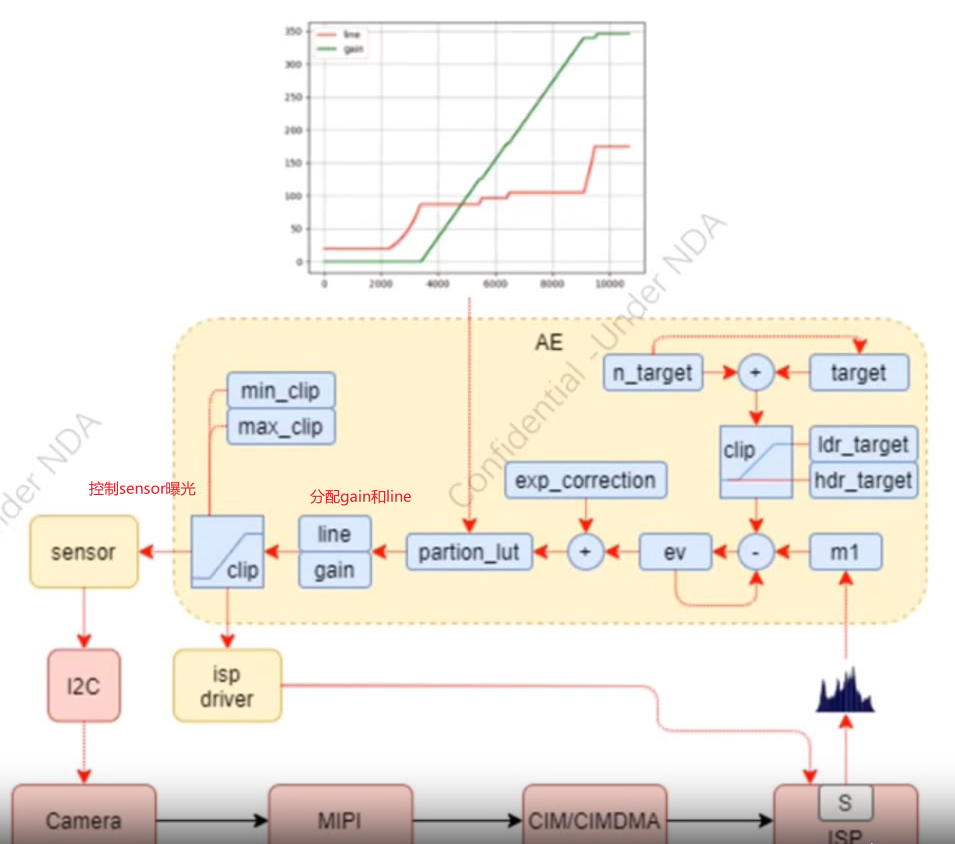 350
300
250
200
150
100
50
0
line
gain
0 2000 4000 6000 8000 10000
Confidential -Under NDA
der NDA
AE
n_target
+
target
min_clip
max_clip
clip
ldr_target
hdr_target
控制sensor曝光
分配gain和line
exp_correction
sensor
clip
line
gain
partion_lut
+
ev
-
m1
I2C
isp
driver
Camera
MIPI
CIM/CIMDMA
S
ISP